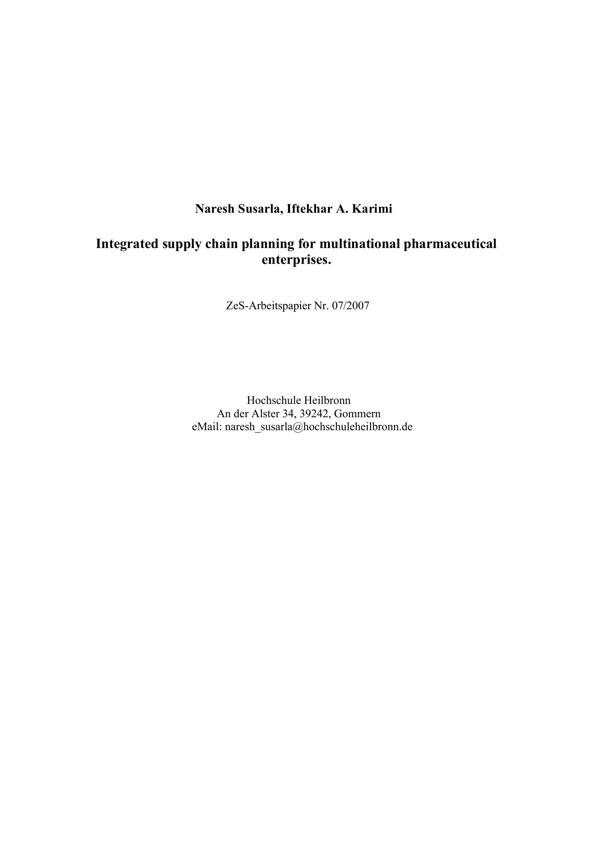 Naresh Susarla, Iftekhar A. Karimi
Integrated supply chain planning for multinational pharmaceutical
enterprises.
ZeS-Arbeitspapier Nr. 07/2007
Hochschule Heilbronn
An der Alster 34, 39242, Gommern
eMail: naresh_susarla@hochschuleheilbronn.de